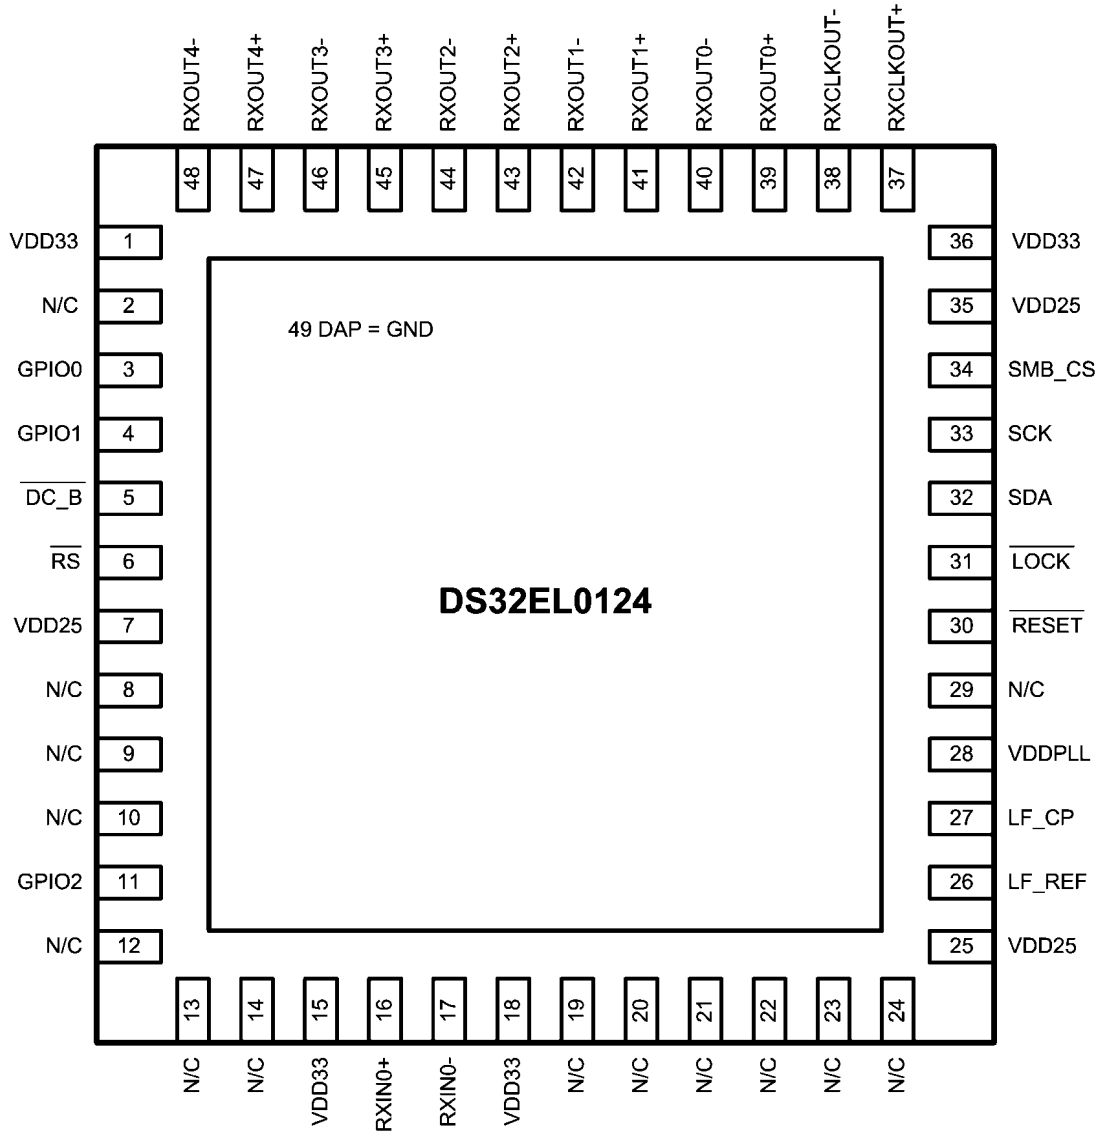 RXOUT4-
RXOUT4+
RXOUT3-
RXOUT3+
RXOUT2-
RXOUT2+
RXOUT1-
RXOUT1+
RXOUT0-
RXOUT0+
RXCLKOUT-
RXCLKOUT+
48
47
46
45
44
43
42
41
40
39
38
37
VDD33 1
N/C 2
GPIO0 3
GPIO1 4
DC_B 5
RS 6
VDD25 7
N/C 8
N/C 9
N/C 10
GPIO2 11
N/C 12
49 DAP = GND
DS32EL0124
36 VDD33
35 VDD25
34 SMB_CS
33 SCK
32 SDA
31 LOCK
30 RESET
29 N/C
28 VDDPLL
27 LF_CP
26 LF_REF
25 VDD25
13
14
15
16
17
18
19
20
21
22
23
24
N/C
N/C
VDD33
RXIN0+
RXIN0-
VDD33
N/C
N/C
N/C
N/C
N/C
N/C